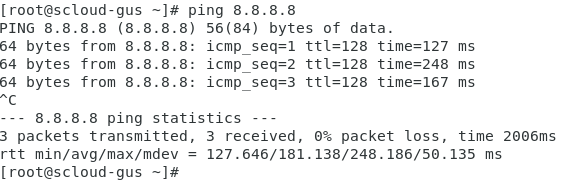 [root@scloud-gus ~]# ping 8.8.8.8
PING 8.8.8.8 (8.8.8.8) 56(84) bytes of data.
64 bytes from 8.8.8.8: icmp_seq=1 ttl=128 time=127 ms
64 bytes from 8.8.8.8: icmp_seq=2 ttl=128 time=248 ms
64 bytes from 8.8.8.8: icmp_seq=3 ttl=128 time=167 ms
^C
--- 8.8.8.8 ping statistics ---
3 packets transmitted, 3 received, 0% packet loss, time 2006ms
rtt min/avg/max/mdev = 127.646/181.138/248.186/50.135 ms
[root@scloud-gus ~]#